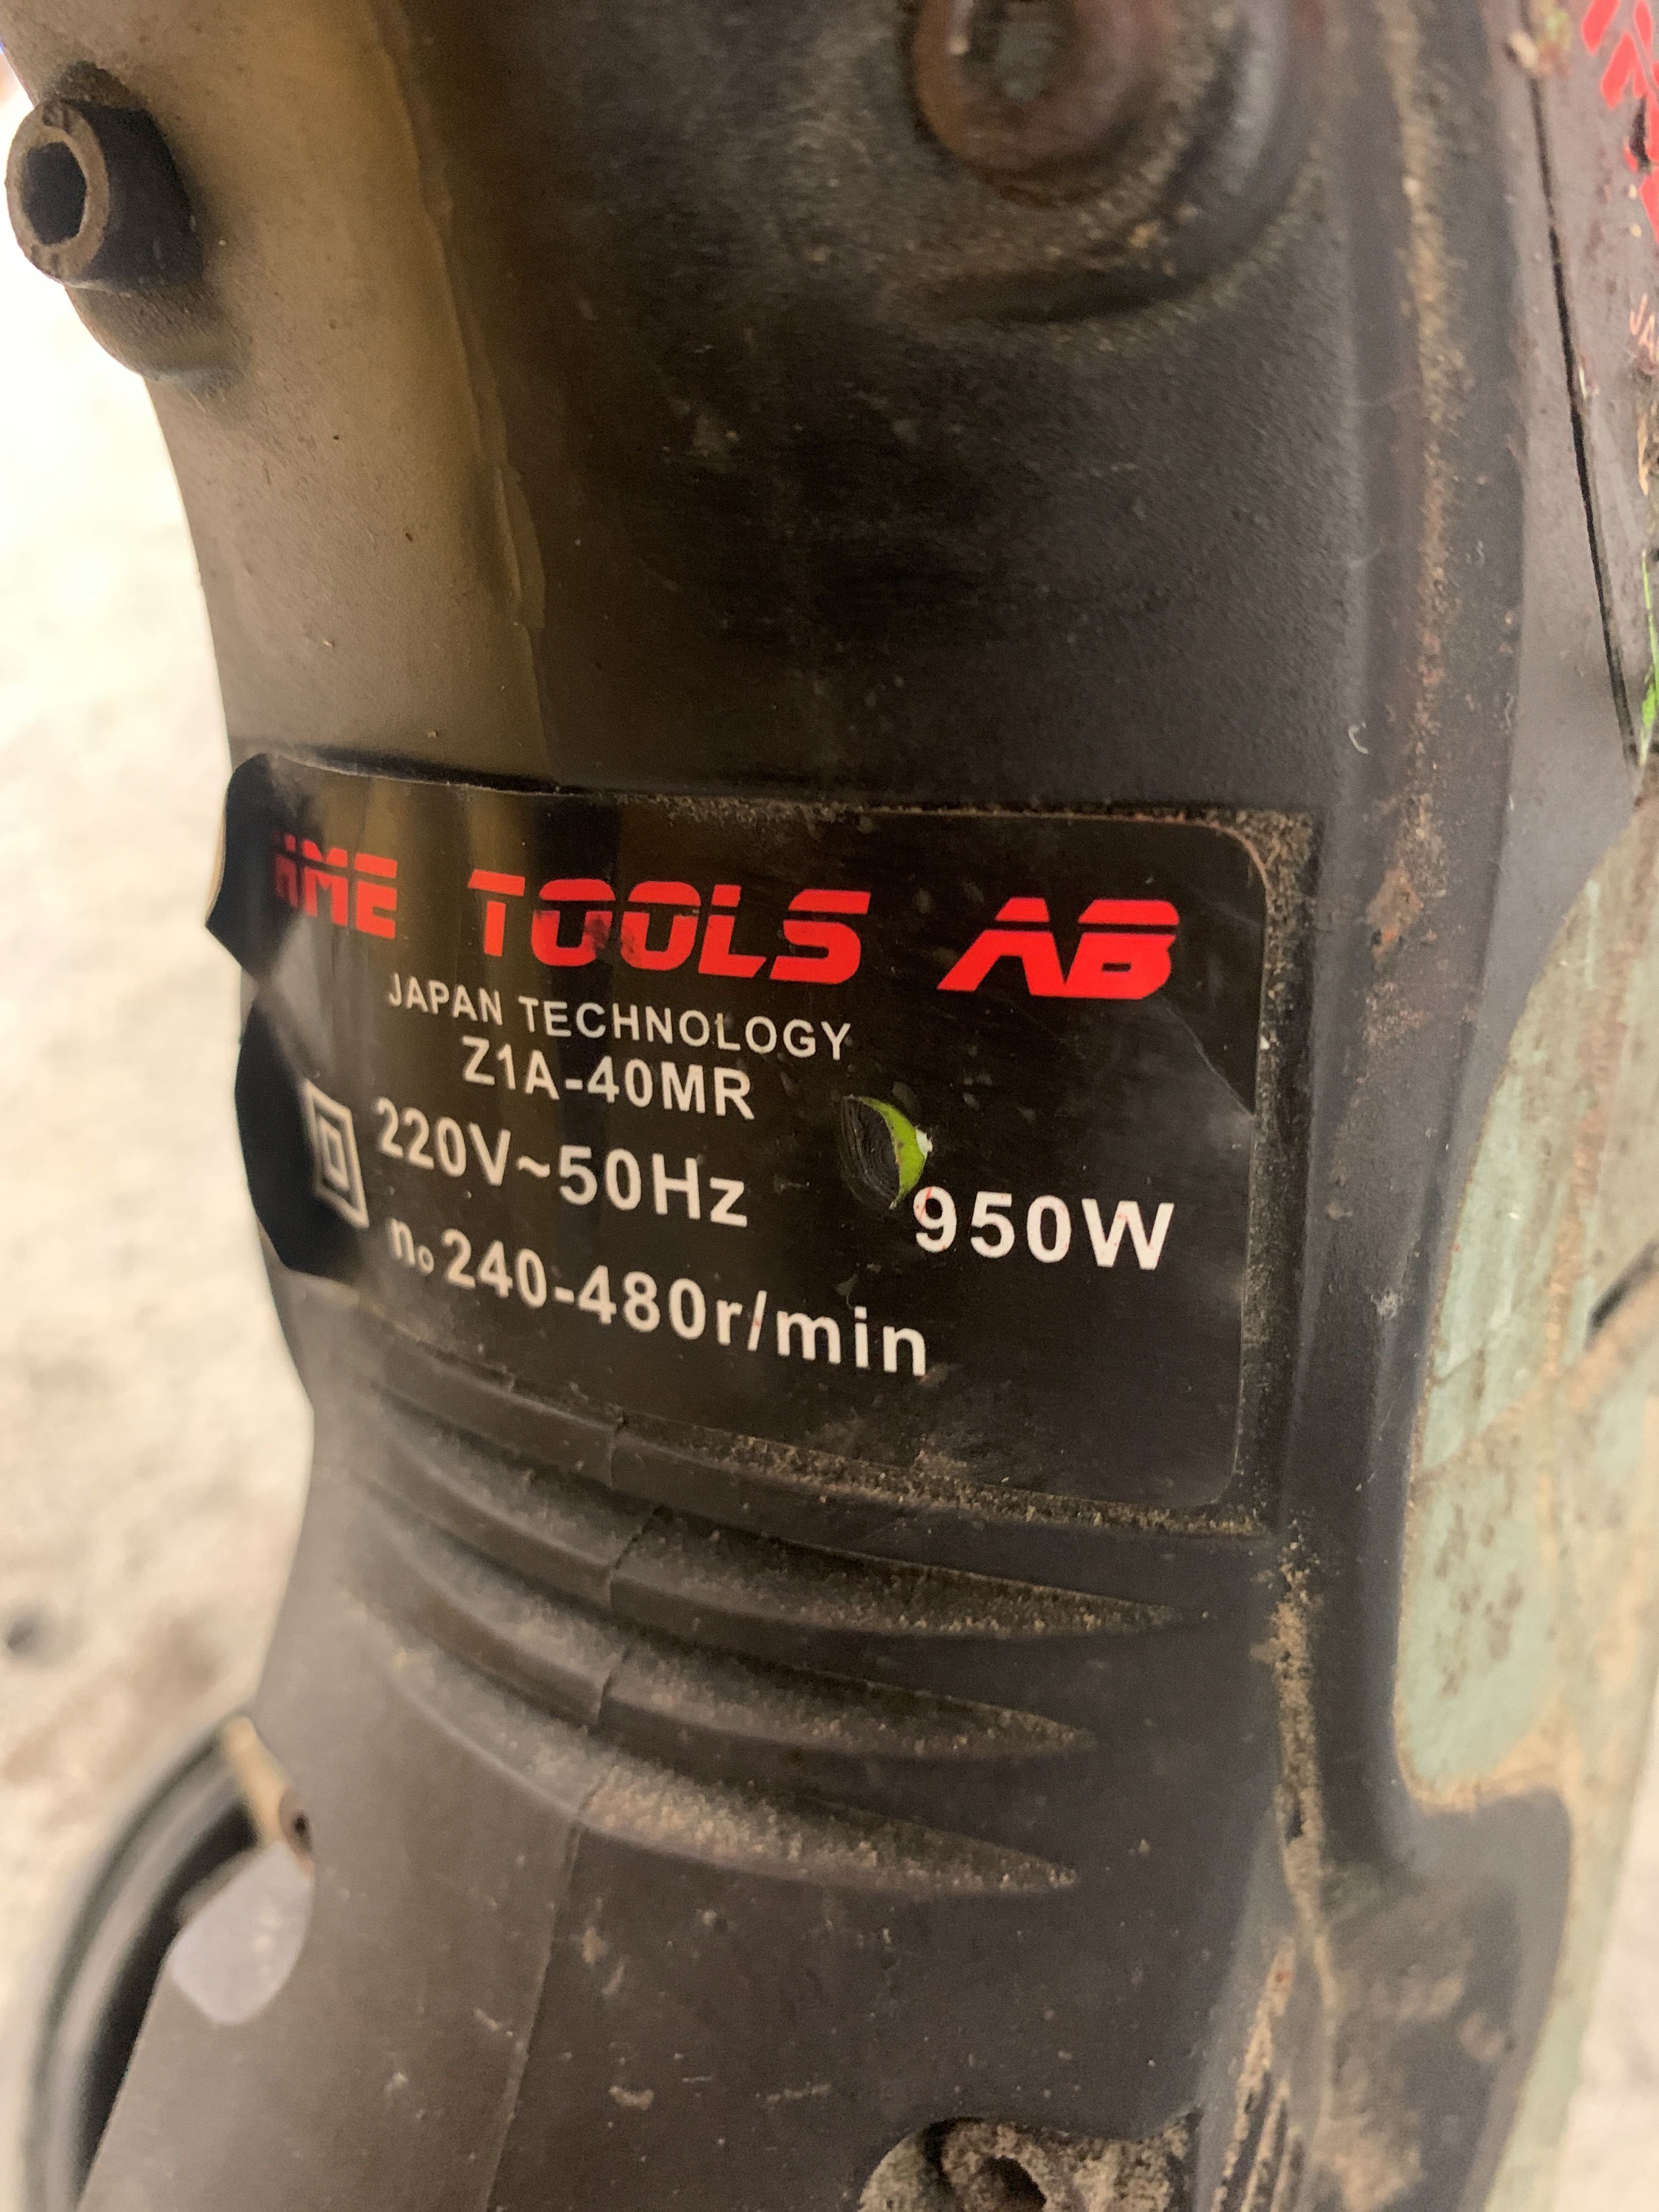 TOOLS AB
JAPAN TECHNOLOGY
Z1A-40MR
220V~50Hz
950W
n₀ 240-480r/min